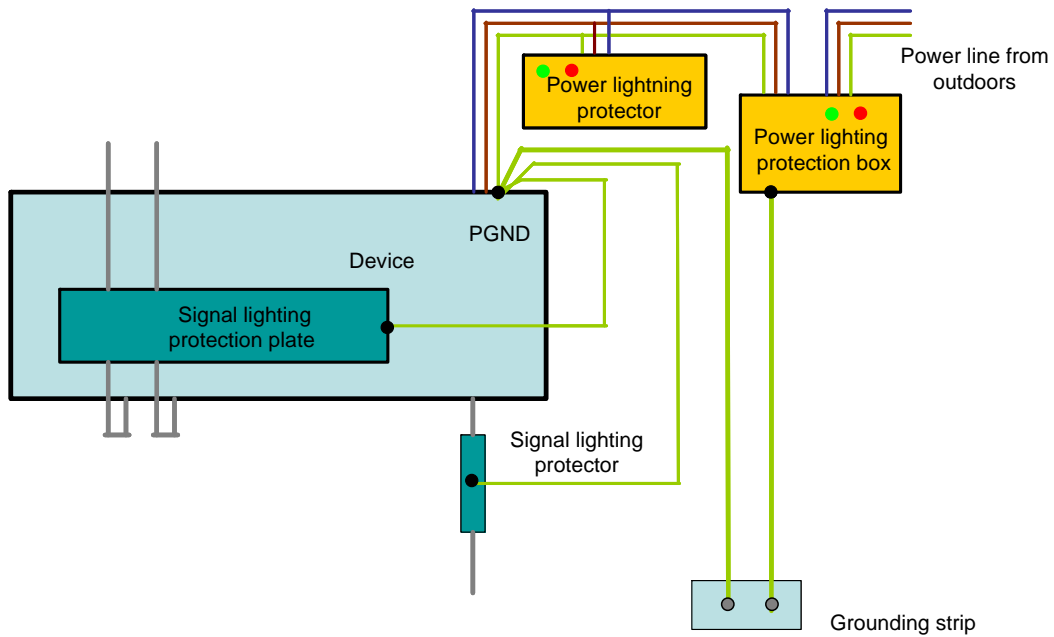 Power line from
outdoors
Power lightning
protector
Power lighting
protection box
PGND
Device
Signal lighting
protection plate
Signal lighting
protector
Grounding strip